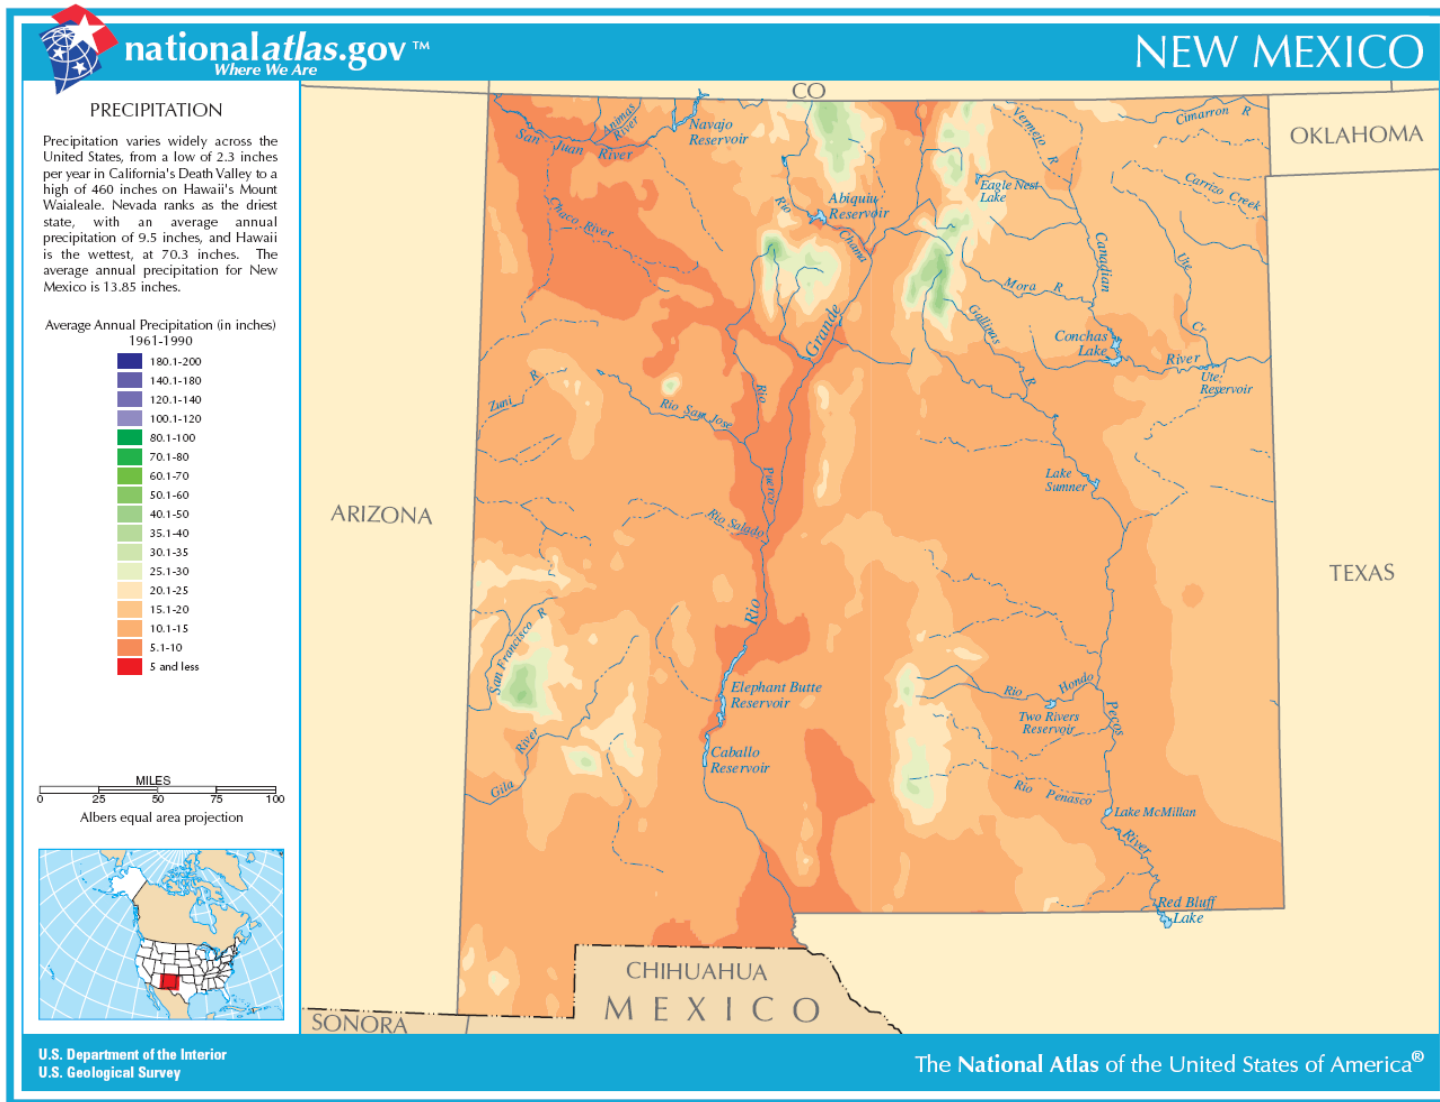 nationalatlas.gov ™
Where We Are
NEW MEXICO
PRECIPITATION
Precipitation varies widely across the
United States, from a low of 2.3 inches
per year in California's Death Valley to a
high of 460 inches on Hawaii's Mount
Waialeale. Nevada ranks as the driest
state, with an average annual
precipitation of 9.5 inches, and Hawaii
is the wettest, at 70.3 inches. The
average annual precipitation for New
Mexico is 13.85 inches.
Average Annual Precipitation (in inches)
1961-1990
180.1-200
140.1-180
120.1-140
100.1-120
80.1-100
70.1-80
60.1-70
50.1-60
40.1-50
35.1-40
30.1-35
25.1-30
20.1-25
15.1-20
10.1-15
5.1-10
5 and less
MILES
0 25 50 75 100
Albers equal area projection
CO
OKLAHOMA
ARIZONA
TEXAS
SONORA
CHIHUAHUA
MEXICO
San Juan River
Animas River
Navajo
Reservoir
Chaco River
Rio Chama
Abiquiu
Reservoir
Eagle Nest
Lake
Vermejo R
Cimarron R
Carrizo Creek
Canadian River
Ute Cr
Mora R
Gallinas R
Conchas
Lake
Ute
Reservoir
Rio Grande
Zuni R
Rio San Jose
Rio Puerco
Rio Salado
Lake
Sumner
San Francisco R
Gila River
Elephant Butte
Reservoir
Caballo
Reservoir
Rio Hondo
Two Rivers
Reservoir
Pecos River
Rio Penasco
Lake McMillan
Red Bluff
Lake
U.S. Department of the Interior
U.S. Geological Survey
The National Atlas of the United States of America®